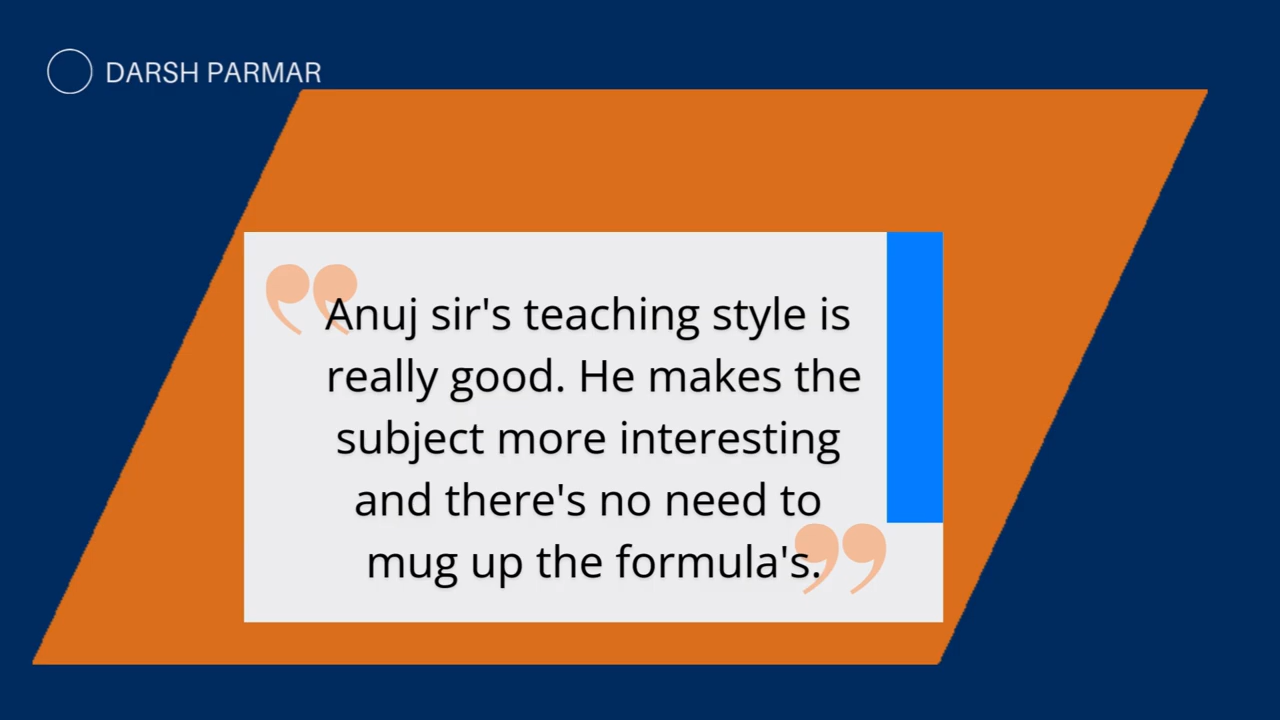 DARSH PARMAR
Anuj sir's teaching style is
really good. He makes the
subject more interesting
and there's no need to
mug up the formula's.